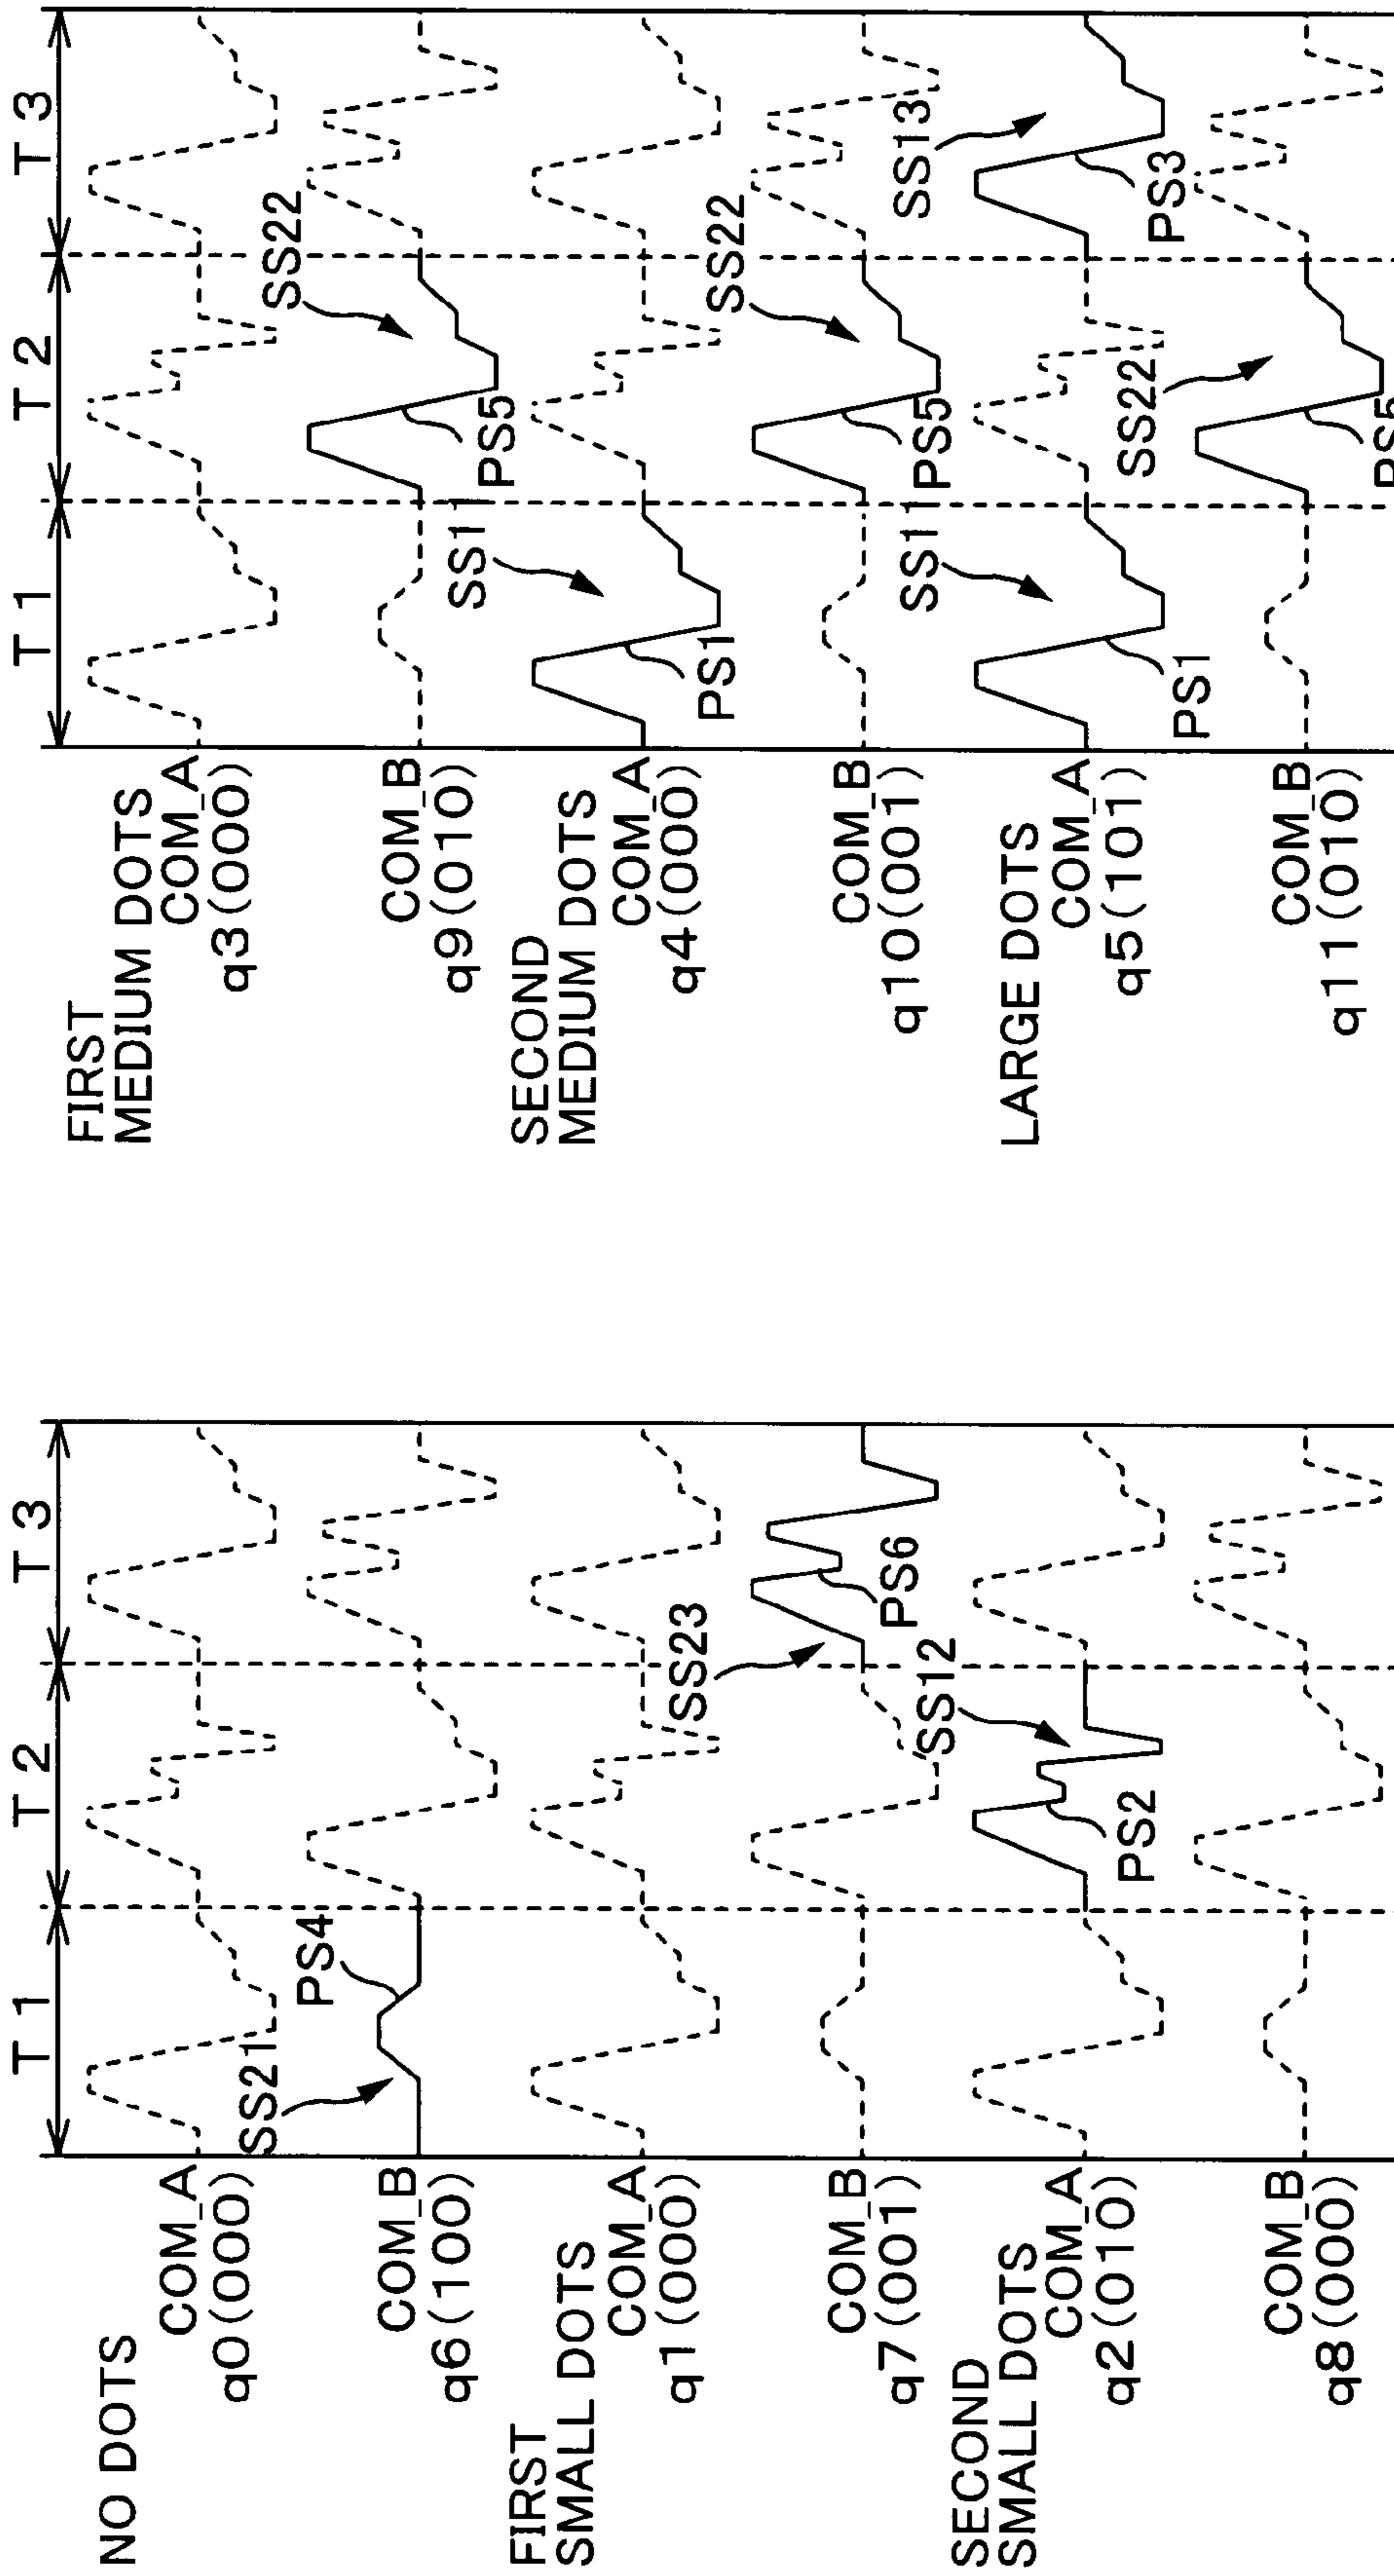 T 1
T 2
T 3
NO DOTS
COM_A
q0(000)
SS21
PS4
COM_B
q6(100)
FIRST
SMALL DOTS
COM_A
q1(000)
SS23
PS6
COM_B
q7(001)
SECOND
SMALL DOTS
COM_A
q2(010)
SS12
PS2
COM_B
q8(000)
T 1
T 2
T 3
FIRST
MEDIUM DOTS
COM_A
q3(000)
SS22
COM_B
q9(010)
PS5
SECOND
MEDIUM DOTS
COM_A
q4(000)
SS11
PS1
SS22
COM_B
q10(001)
PS5
LARGE DOTS
COM_A
q5(101)
SS11
PS1
SS13
PS3
SS22
COM_B
q11(010)
PS5